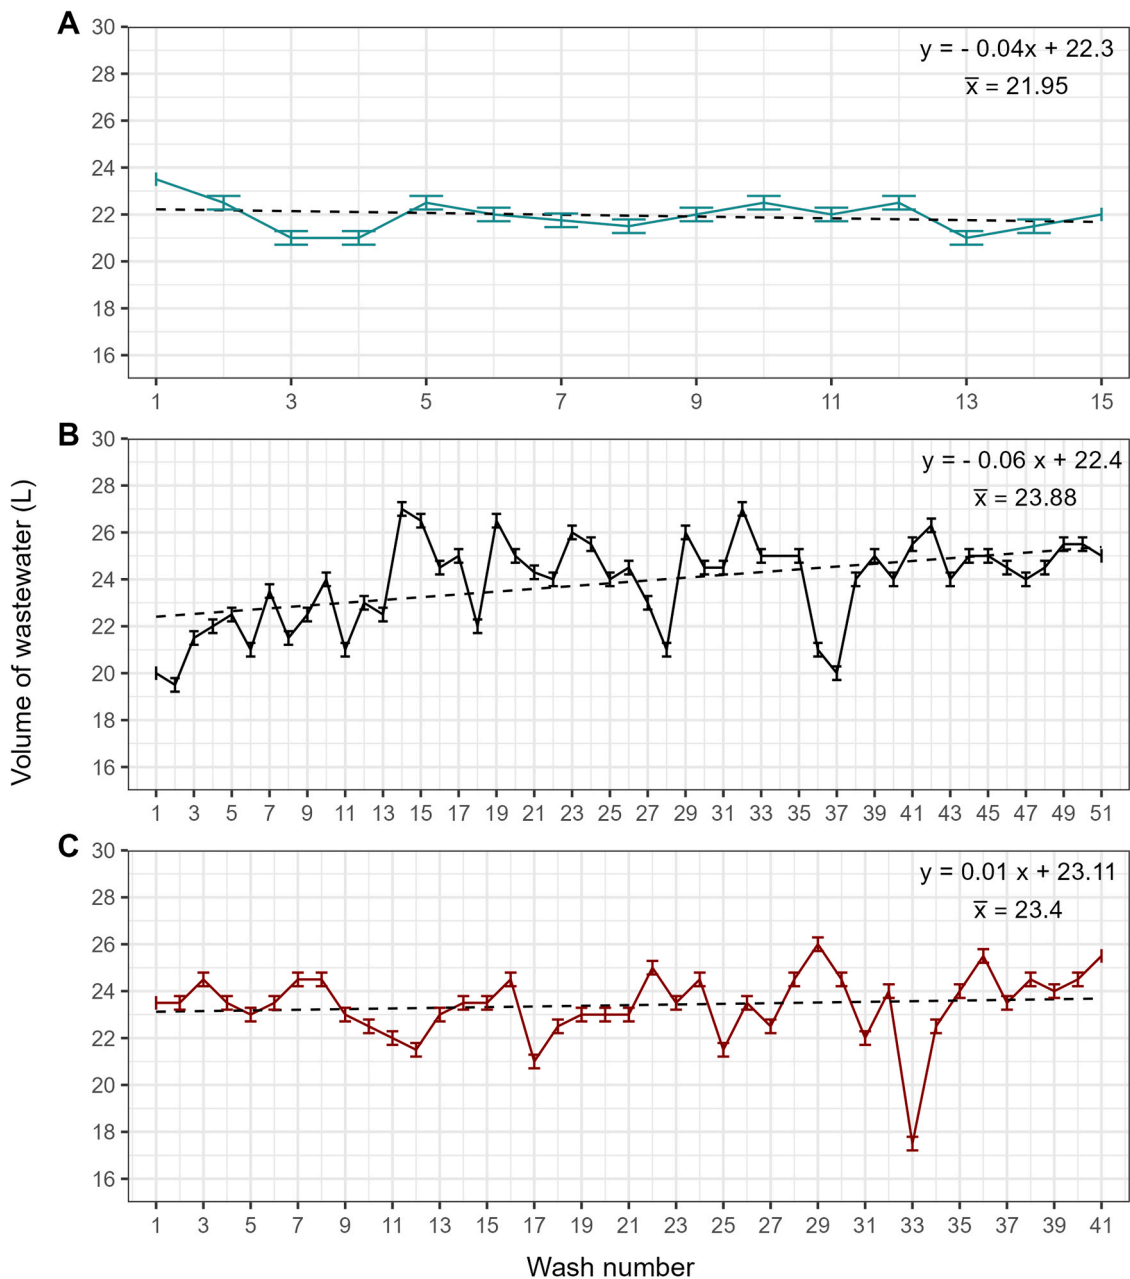 A
30
28
26
24
22
20
18
16
y = - 0.04x + 22.3
x̅ = 21.95
1 3 5 7 9 11 13 15
B
30
28
26
24
22
20
18
16
y = - 0.06 x + 22.4
x̅ = 23.88
1 3 5 7 9 11 13 15 17 19 21 23 25 27 29 31 33 35 37 39 41 43 45 47 49 51
Volume of wastewater (L)
C
30
28
26
24
22
20
18
16
y = 0.01 x + 23.11
x̅ = 23.4
1 3 5 7 9 11 13 15 17 19 21 23 25 27 29 31 33 35 37 39 41
Wash number